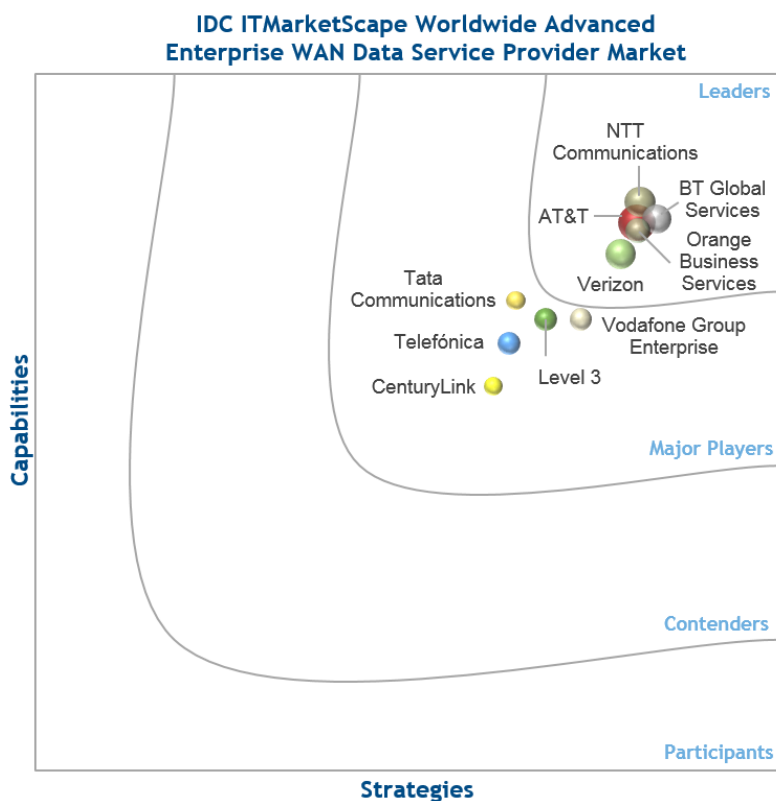 IDC ITMarketScape Worldwide Advanced
Enterprise WAN Data Service Provider Market
Leaders
NTT
Communications
BT Global
Services
AT&T
Orange
Business
Services
Verizon
Tata
Communications
Vodafone Group
Enterprise
Telefónica
Level 3
CenturyLink
Capabilities
Major Players
Contenders
Participants
Strategies